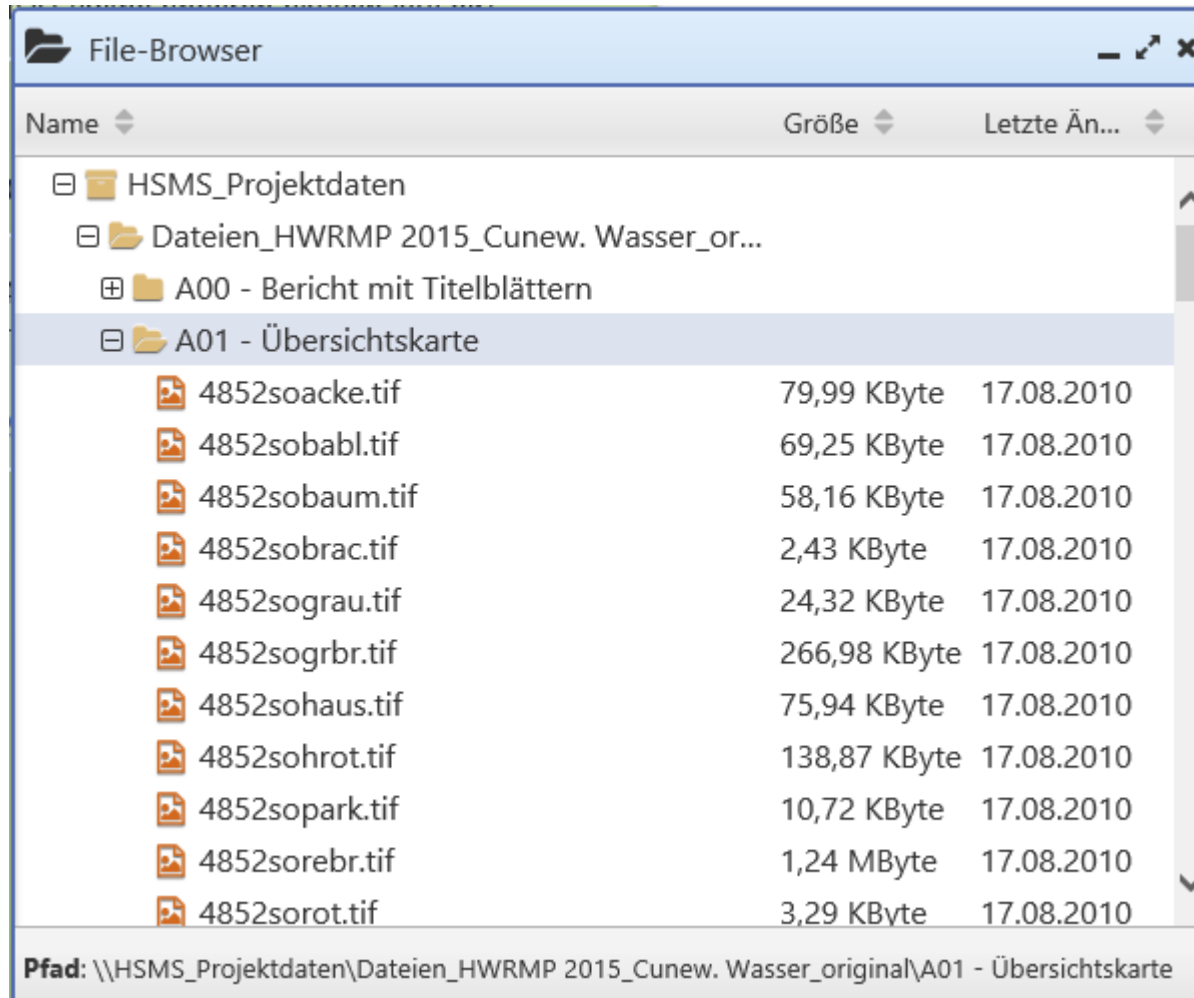 File-Browser
Name Größe Letzte Än...
HSMS_Projektdaten
Dateien_HWRMP 2015_Cunew. Wasser_or...
A00 - Bericht mit Titelblättern
A01 - Übersichtskarte
4852soacke.tif 79,99 KByte 17.08.2010
4852sobabl.tif 69,25 KByte 17.08.2010
4852sobaum.tif 58,16 KByte 17.08.2010
4852sobrac.tif 2,43 KByte 17.08.2010
4852sograu.tif 24,32 KByte 17.08.2010
4852sogrbr.tif 266,98 KByte 17.08.2010
4852sohaus.tif 75,94 KByte 17.08.2010
4852sohrot.tif 138,87 KByte 17.08.2010
4852sopark.tif 10,72 KByte 17.08.2010
4852sorebr.tif 1,24 MByte 17.08.2010
4852sorot.tif 3,29 KByte 17.08.2010
Pfad: \\HSMS_Projektdaten\Dateien_HWRMP 2015_Cunew. Wasser_original\A01 - Übersichtskarte